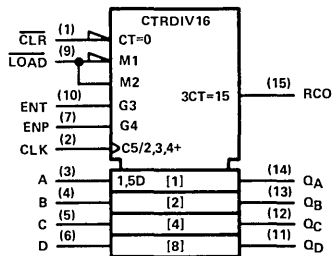 CTRDIV16
CLR (1) CT=0
LOAD (9) M1
M2
ENT (10) G3 3CT=15 (15) RCO
ENP (7) G4
CLK (2) C5/2,3,4+
A (3) 1,5D [1] (14) QA
B (4) [2] (13) QB
C (5) [4] (12) QC
D (6) [8] (11) QD